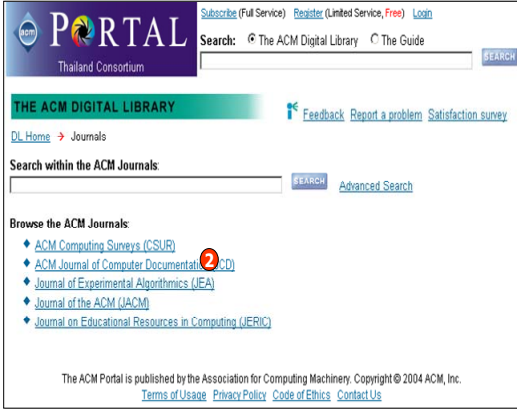 Subscribe (Full Service) Register (Limited Service, Free) Login
acm PORTAL
Thailand Consortium
Search: The ACM Digital Library The Guide
SEARCH
THE ACM DIGITAL LIBRARY
Feedback Report a problem Satisfaction survey
DL Home → Journals
Search within the ACM Journals:
SEARCH Advanced Search
Browse the ACM Journals:
ACM Computing Surveys (CSUR)
ACM Journal of Computer 2 CD)
Journal of Experimental Algorithmics (JEA)
Journal of the ACM (JACM)
Journal on Educational Resources in Computing (JERIC)
The ACM Portal is published by the Association for Computing Machinery. Copyright © 2004 ACM, Inc.
Terms of Usage Privacy Policy Code of Ethics Contact Us